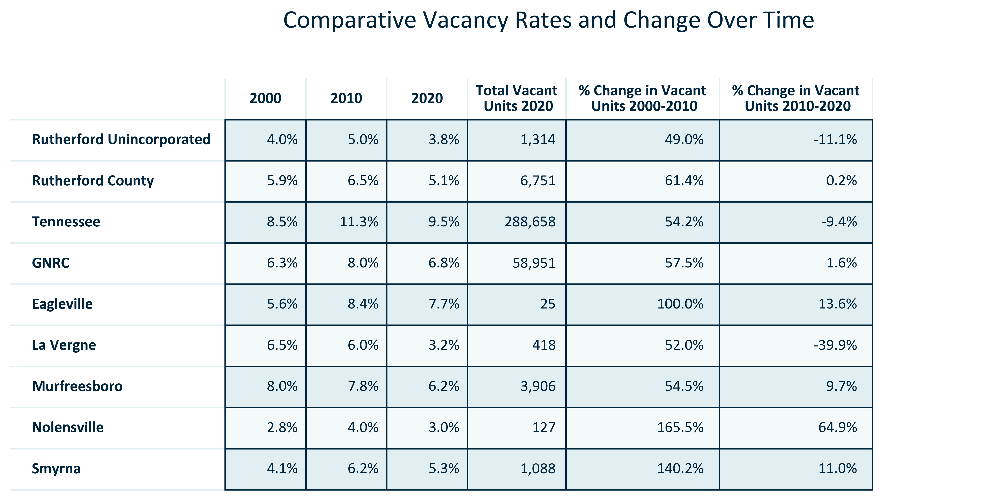 Comparative Vacancy Rates and Change Over Time
2000 2010 2020 Total Vacant Units 2020 % Change in Vacant Units 2000-2010 % Change in Vacant Units 2010-2020
Rutherford Unincorporated 4.0% 5.0% 3.8% 1,314 49.0% -11.1%
Rutherford County 5.9% 6.5% 5.1% 6,751 61.4% 0.2%
Tennessee 8.5% 11.3% 9.5% 288,658 54.2% -9.4%
GNRC 6.3% 8.0% 6.8% 58,951 57.5% 1.6%
Eagleville 5.6% 8.4% 7.7% 25 100.0% 13.6%
La Vergne 6.5% 6.0% 3.2% 418 52.0% -39.9%
Murfreesboro 8.0% 7.8% 6.2% 3,906 54.5% 9.7%
Nolensville 2.8% 4.0% 3.0% 127 165.5% 64.9%
Smyrna 4.1% 6.2% 5.3% 1,088 140.2% 11.0%